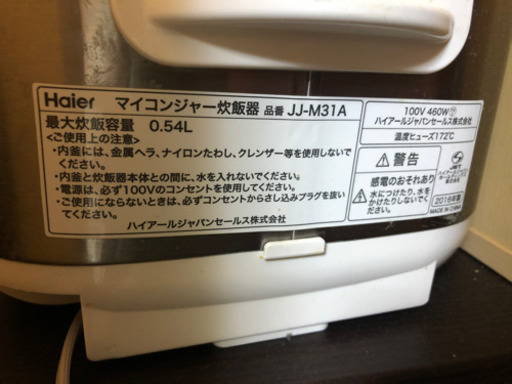 Haier マイコンジャー炊飯器 品番 JJ-M31A
最大炊飯容量 0.54L
<ご使用上の注意>
・内釜には、金属ヘラ、ナイロンたわし、クレンザー等を使用しないでください。
・内釜と炊飯器本体との間に、水を入れないでください。
・電源は、必ず100Vのコンセントを使用してください。
・ご使用にならないときは、必ずコンセントからさし込みプラグを抜い
てください。
ハイアールジャパンセールス株式会社
100V 460W
ハイアールジャパンセールス株式会社
温度ヒューズ172℃
警告
感電のおそれあり
水につけたり、水を
かけたりしないでください
2016年製
MADE IN CHINA